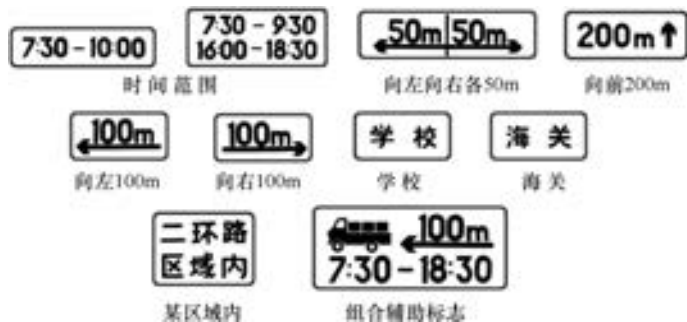 7:30 - 10:00
7:30 - 9:30
16:00 - 18:30
50m 50m
200m
时间范围
向左向右各50m
向前200m
100m
100m
学校
海关
向左100m
向右100m
学校
海关
二环路
区域内
100m
7:30 - 18:30
某区域内
组合辅助标志